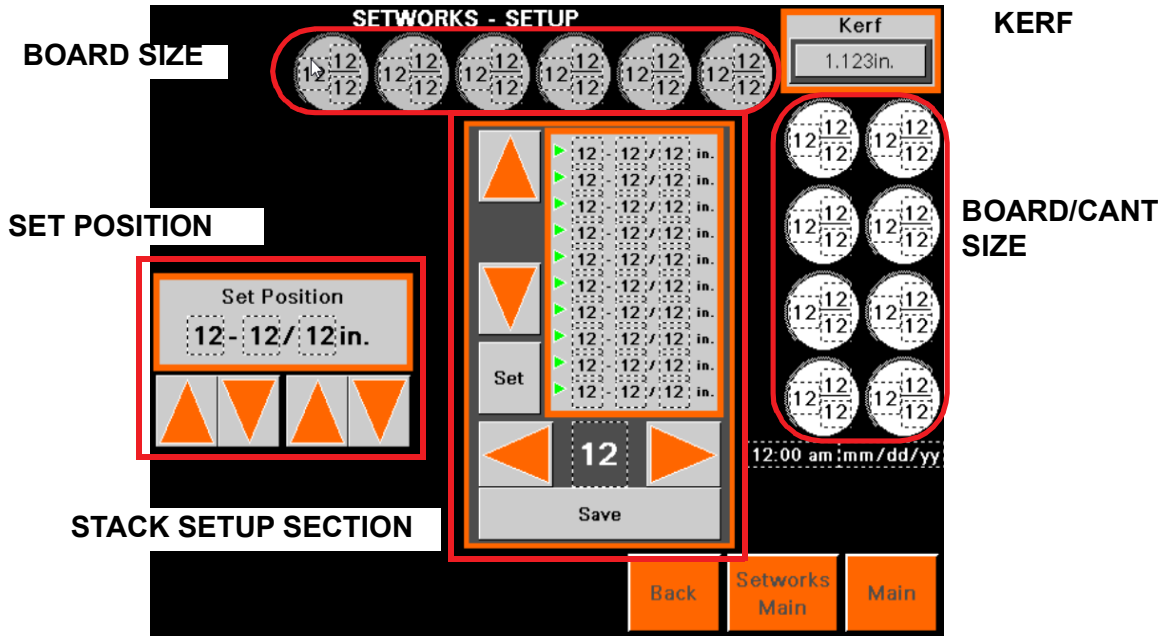 SETWORKS - SETUP
Kerf
1.123in.
KERF
BOARD SIZE
12 12/12 12 12/12 12 12/12 12 12/12 12 12/12 12 12/12
12 - 12 / 12 in.
12 - 12 / 12 in.
12 - 12 / 12 in.
12 - 12 / 12 in.
12 - 12 / 12 in.
12 - 12 / 12 in.
12 - 12 / 12 in.
12 - 12 / 12 in.
12 - 12 / 12 in.
12 - 12 / 12 in.
12 12/12 12 12/12
12 12/12 12 12/12
12 12/12 12 12/12
12 12/12 12 12/12
BOARD/CANT
SIZE
SET POSITION
Set Position
12 - 12 / 12 in.
Set
12
Save
12:00 am mm/dd/yy
STACK SETUP SECTION
Back
Setworks
Main
Main